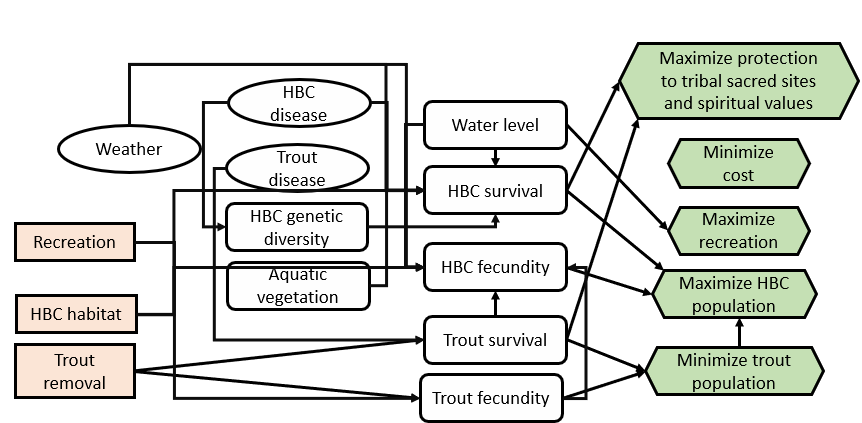 Weather
HBC
disease
Trout
disease
HBC genetic
diversity
Aquatic
vegetation
Recreation
HBC habitat
Trout
removal
Water level
HBC survival
HBC fecundity
Trout survival
Trout fecundity
Maximize protection
to tribal sacred sites
and spiritual values
Minimize
cost
Maximize
recreation
Maximize HBC
population
Minimize trout
population